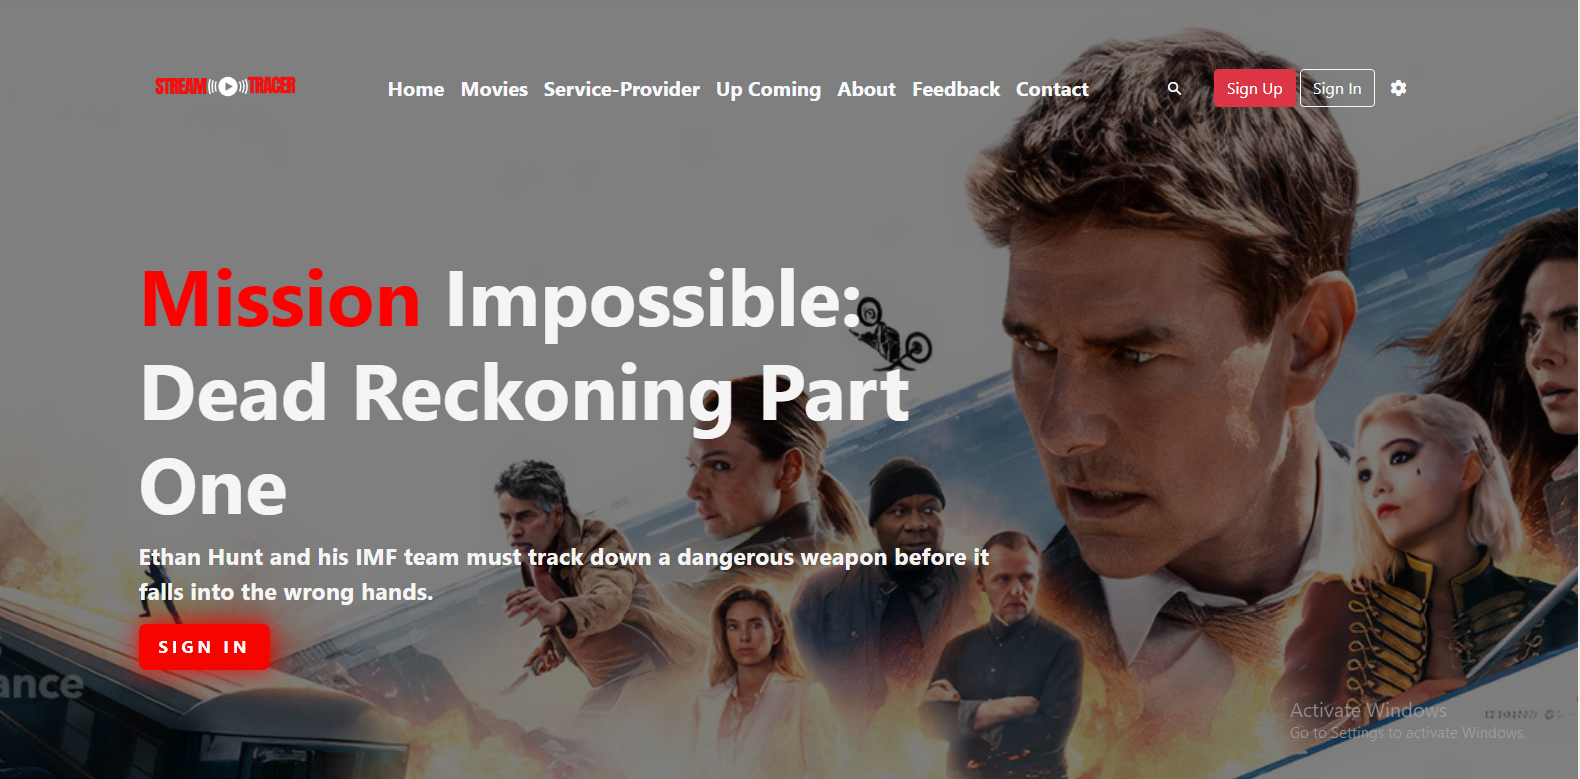 STREAM TRACER
Home Movies Service-Provider Up Coming About Feedback Contact Sign Up Sign In
Mission Impossible:
Dead Reckoning Part
One
Ethan Hunt and his IMF team must track down a dangerous weapon before it
falls into the wrong hands.
SIGN IN
ance
Activate Windows
Go to Settings to activate Windows.